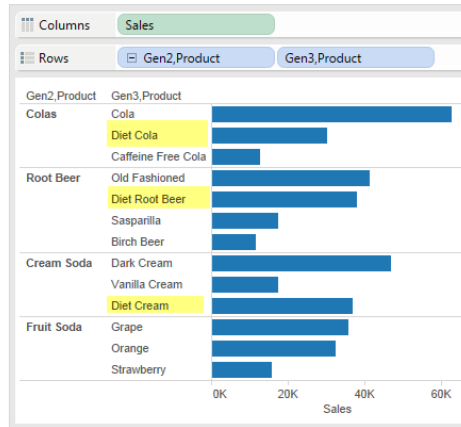 Columns Sales
Rows Gen2,Product Gen3,Product
Gen2,Product Gen3,Product
Colas Cola
Diet Cola
Caffeine Free Cola
Root Beer Old Fashioned
Diet Root Beer
Sasparilla
Birch Beer
Cream Soda Dark Cream
Vanilla Cream
Diet Cream
Fruit Soda Grape
Orange
Strawberry
0K 20K 40K 60K
Sales